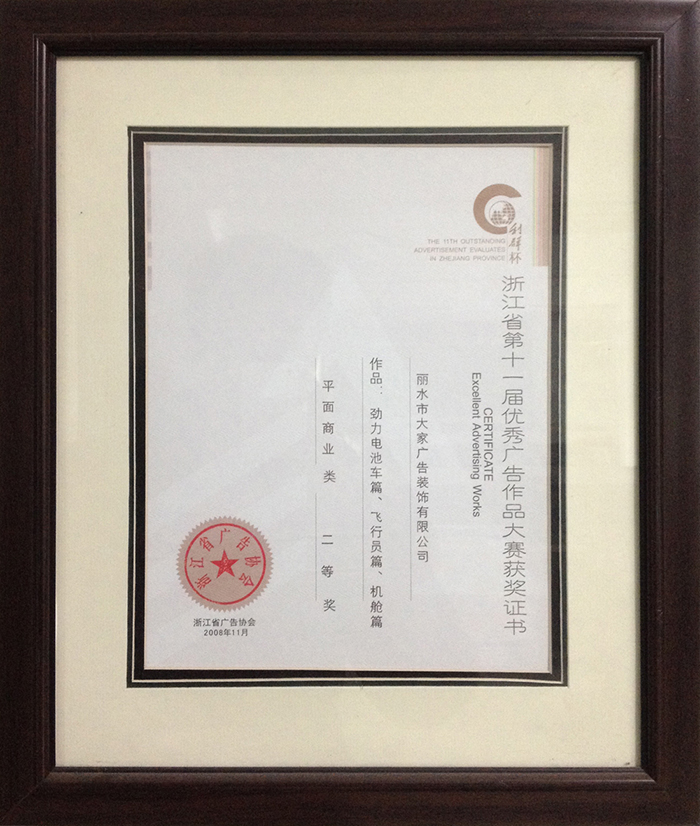 利群杯
THE 11TH OUTSTANDING
ADVERTISEMENT EVALUATES
IN ZHEJIANG PROVINCE
浙江省第十一届优秀广告作品大赛获奖证书
CERTIFICATE
Excellent Advertising Works
丽水市大家广告装饰有限公司
作品：劲力电池车篇、飞行员篇、机舱篇
平面商业类 二等奖
浙江省广告协会
浙江省广告协会
2008年11月